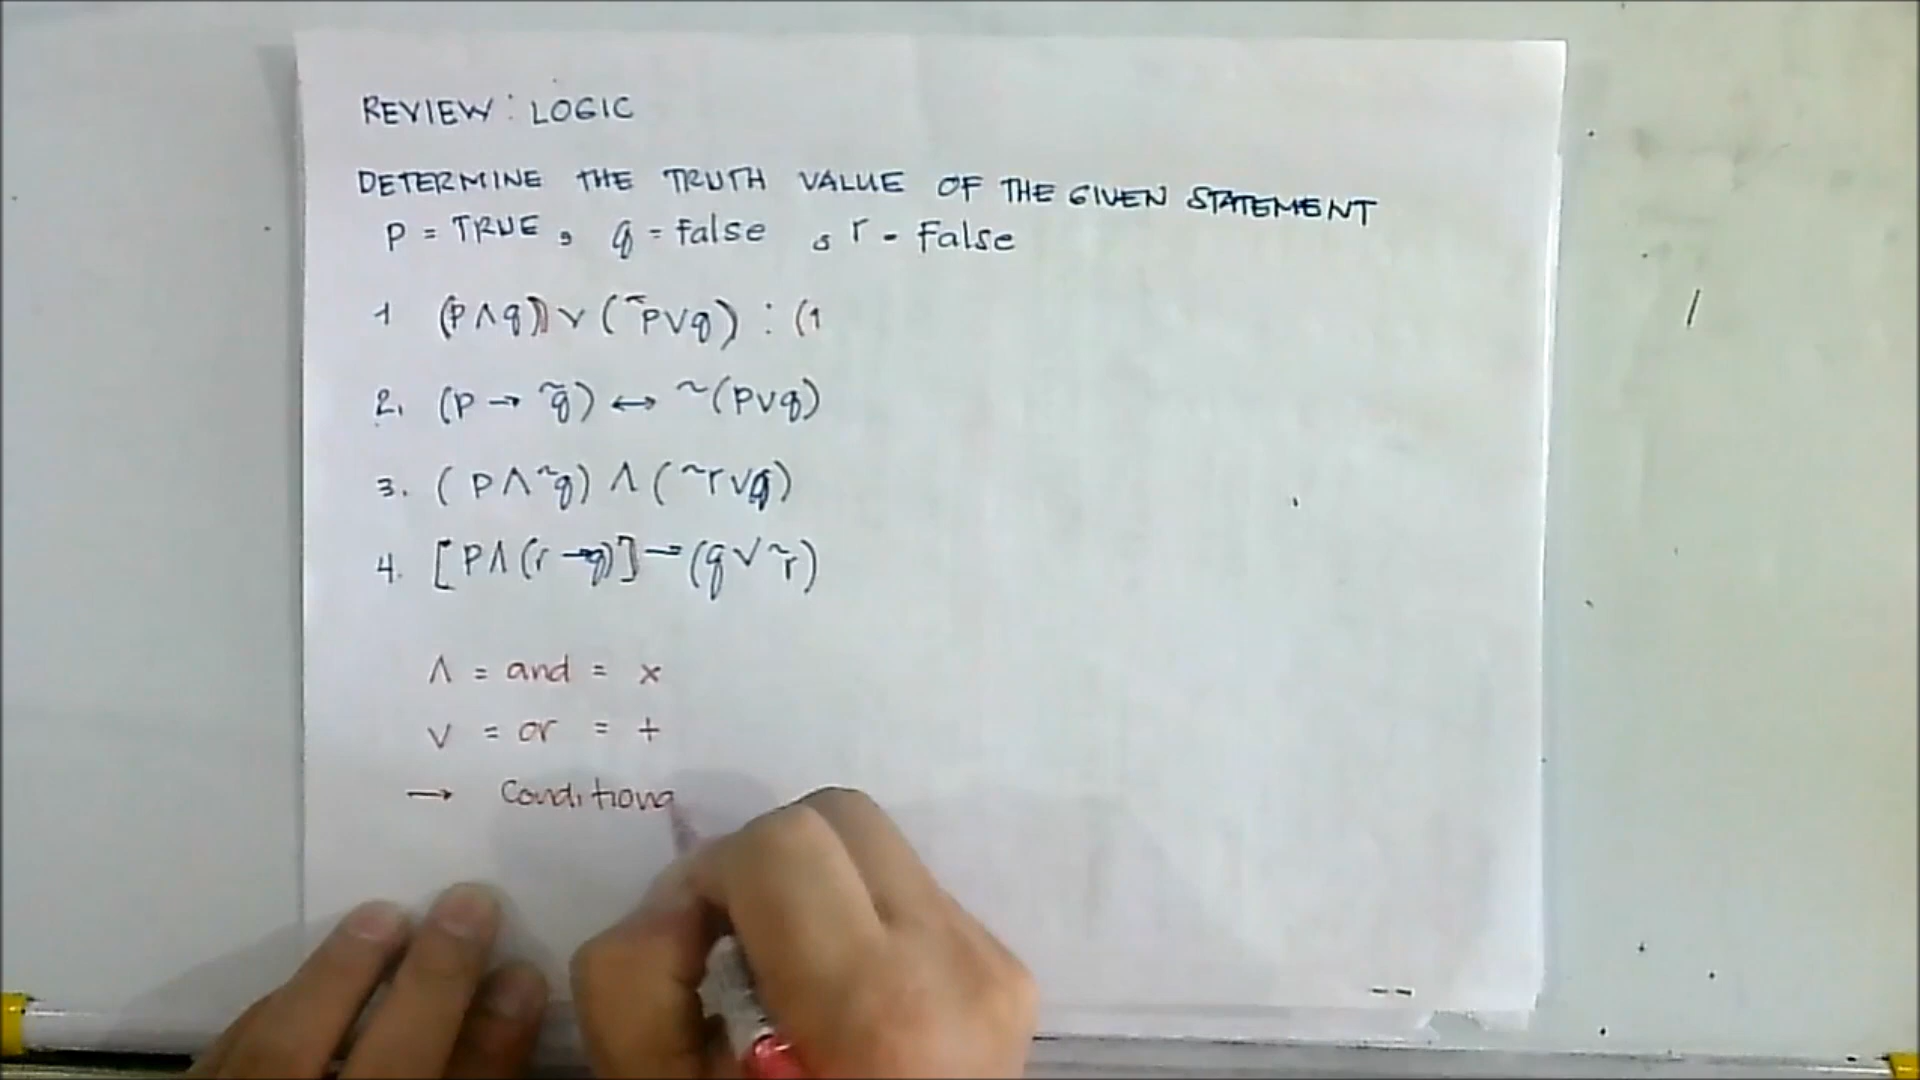 REVIEW: LOGIC
DETERMINE THE TRUTH VALUE OF THE GIVEN STATEMENT
P = TRUE, q = false, r - False
1 (p ∧ q) ∨ (~p ∨ q) : (1
2. (p → ~q) ↔ ~(p ∨ q)
3. (p ∧ ~q) ∧ (~r ∨ q)
4. [p ∧ (r → q)] → (q ∨ ~r)
∧ = and = x
∨ = or = +
→ Conditiona